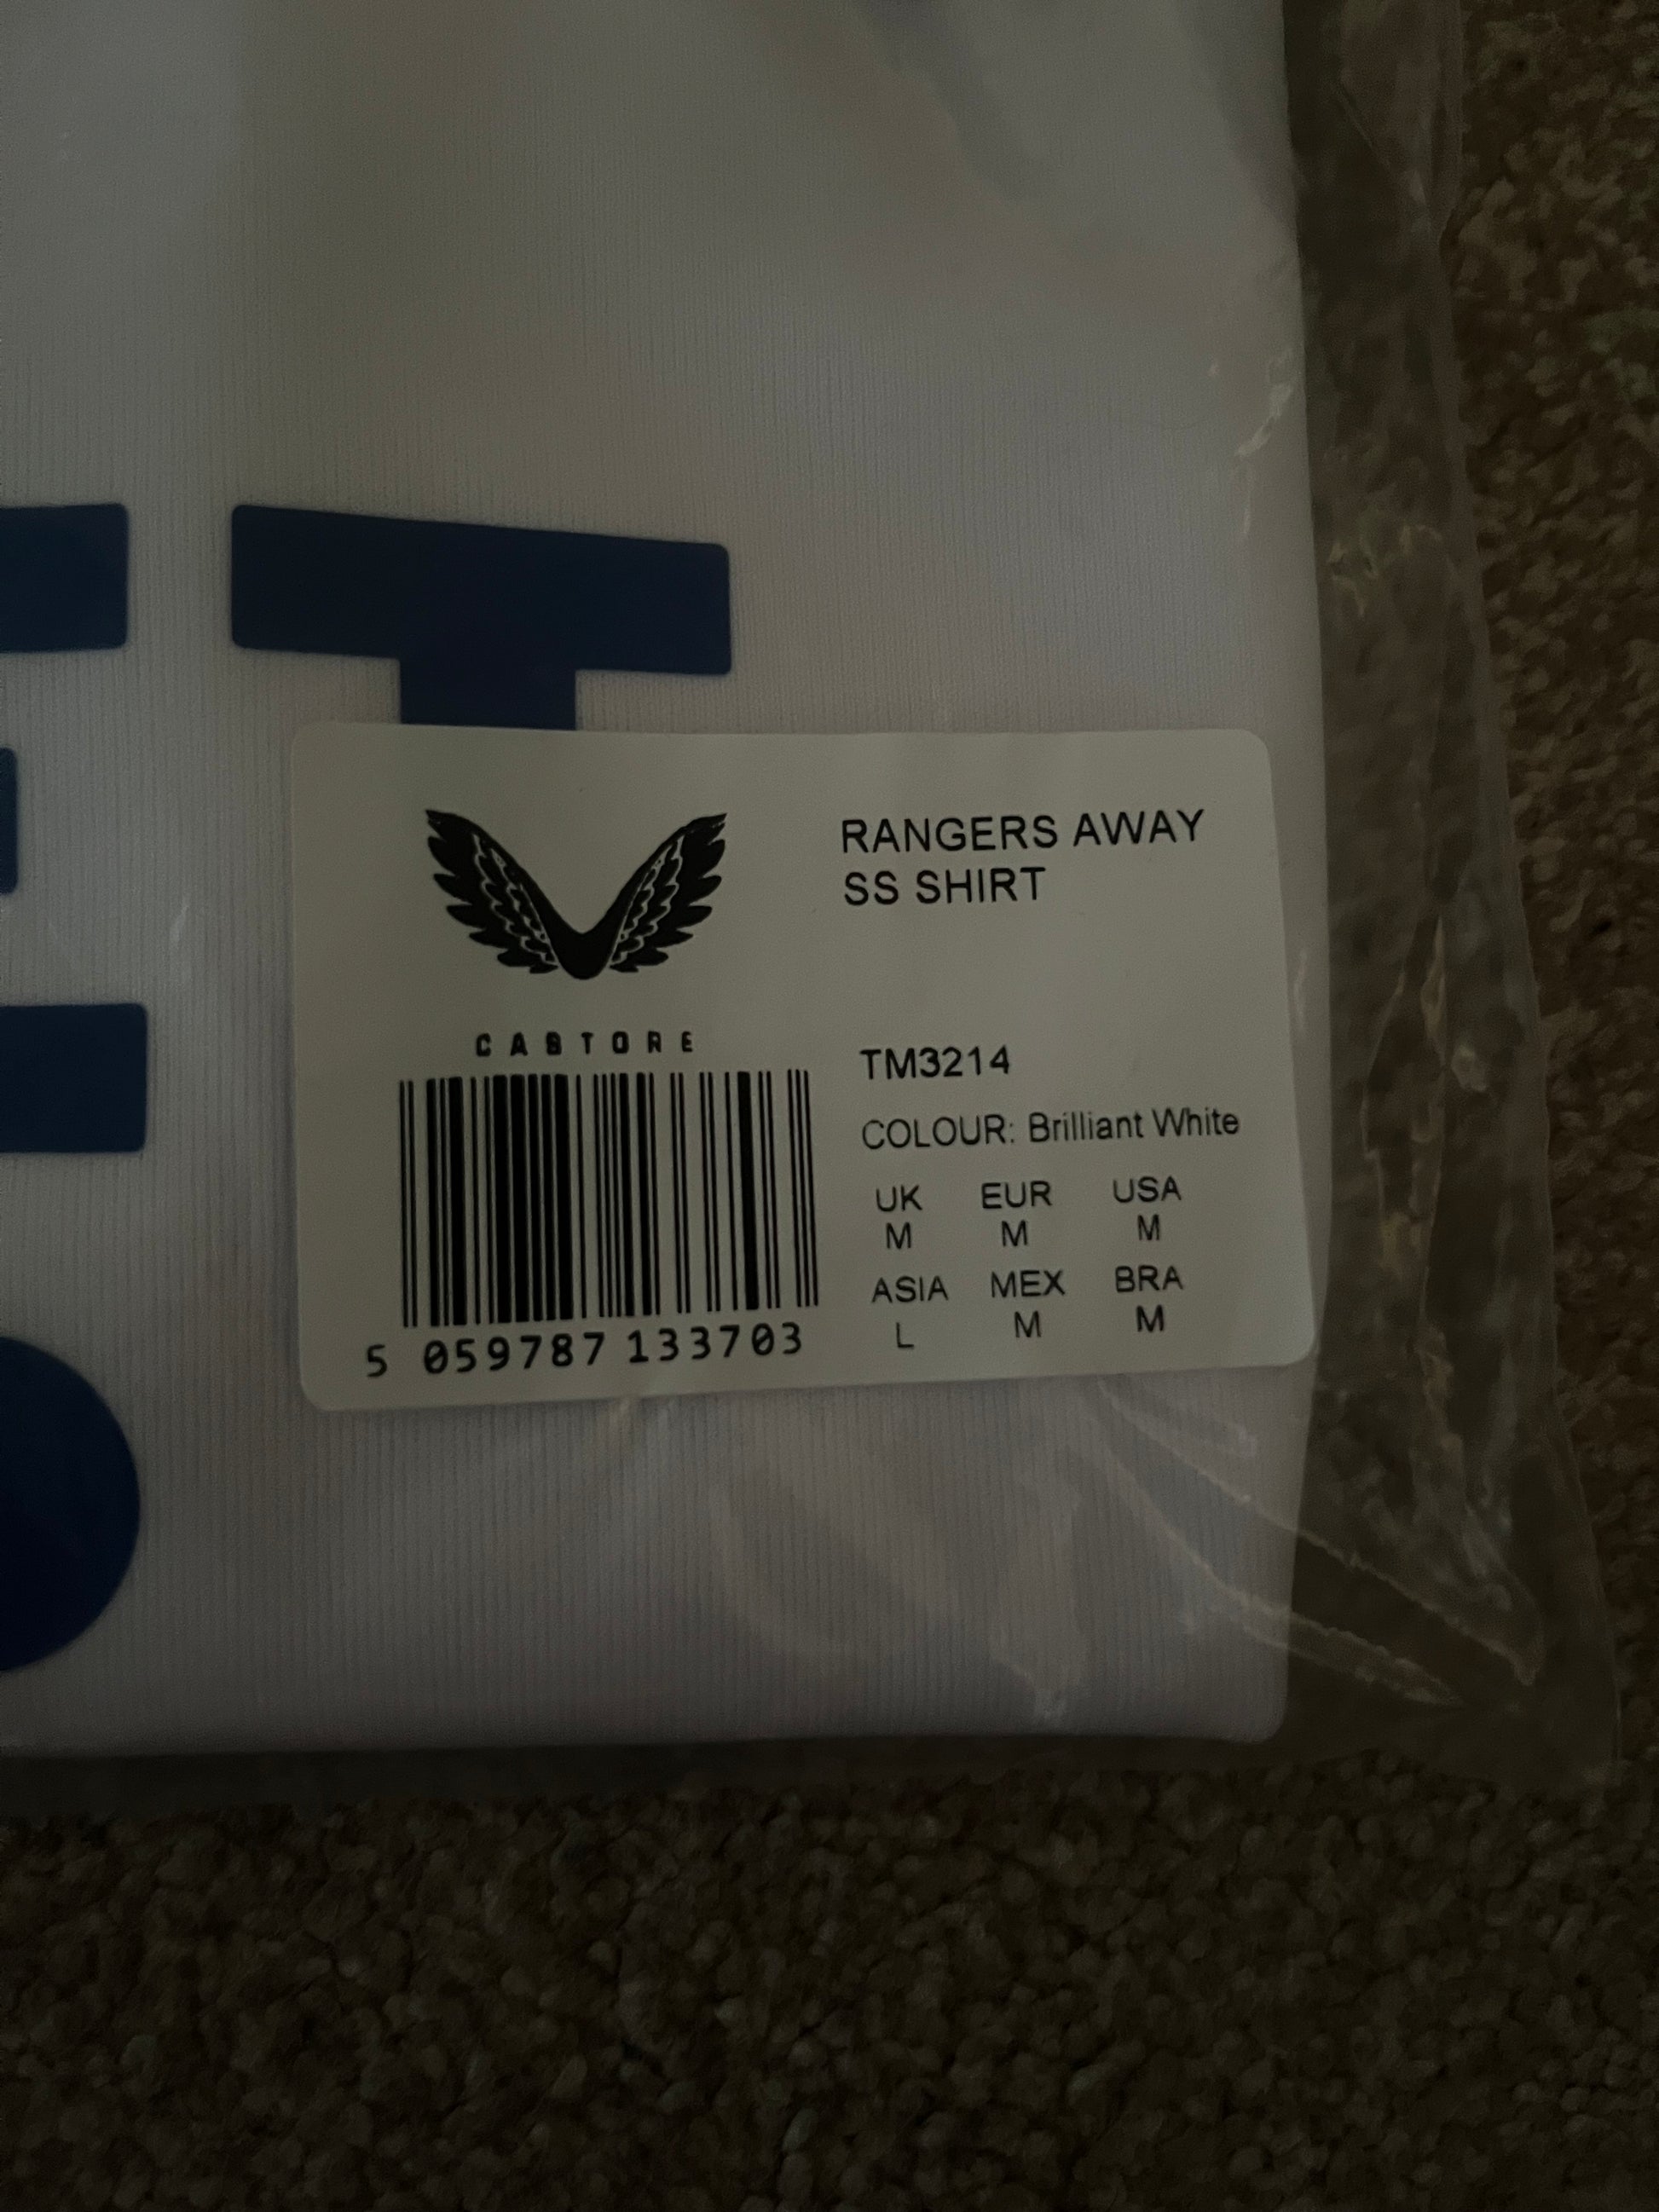 T
CASTORE
RANGERS AWAY
SS SHIRT
TM3214
COLOUR: Brilliant White
UK EUR USA
M M M
ASIA MEX BRA
L M M
5 059787 133703